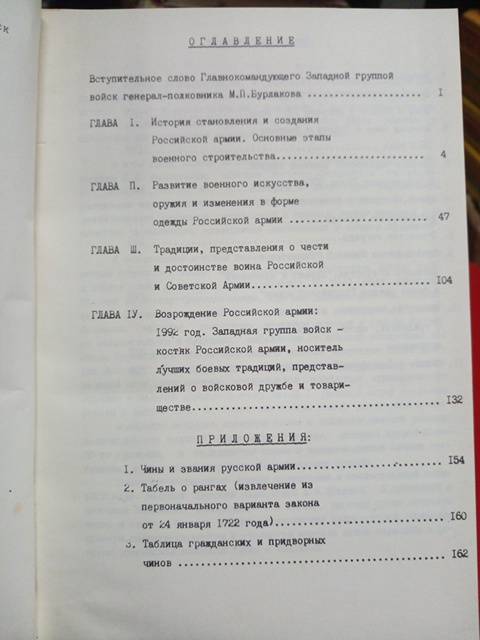 ОГЛАВЛЕНИЕ
Вступительное слово Главнокомандующего Западной группой
войск генерал-полковника М.П.Бурлакова .................. I
ГЛАВА I. История становления и создания
Российской армии. Основные этапы
военного строительства....................... 4
ГЛАВА П. Развитие военного искусства,
оружия и изменения в форме
одежды Российской армии ..................... 47
ГЛАВА Ш. Традиции, представления о чести
и достоинстве воина Российской
и Советской Армии........................... I04
ГЛАВА IУ. Возрождение Российской армии:
1992 год. Западная группа войск -
костяк Российской армии, носитель
лучших боевых традиций, представ-
лений о войсковой дружбе и товари-
ществе....................................... I32
ПРИЛОЖЕНИЯ:
1. Чины и звания русской армии....................... I54
2. Табель о рангах (извлечение из
первоначального варианта закона
от 24 января 1722 года)........................... I60
3. Таблица гражданских и придворных
чинов ............................................. I62